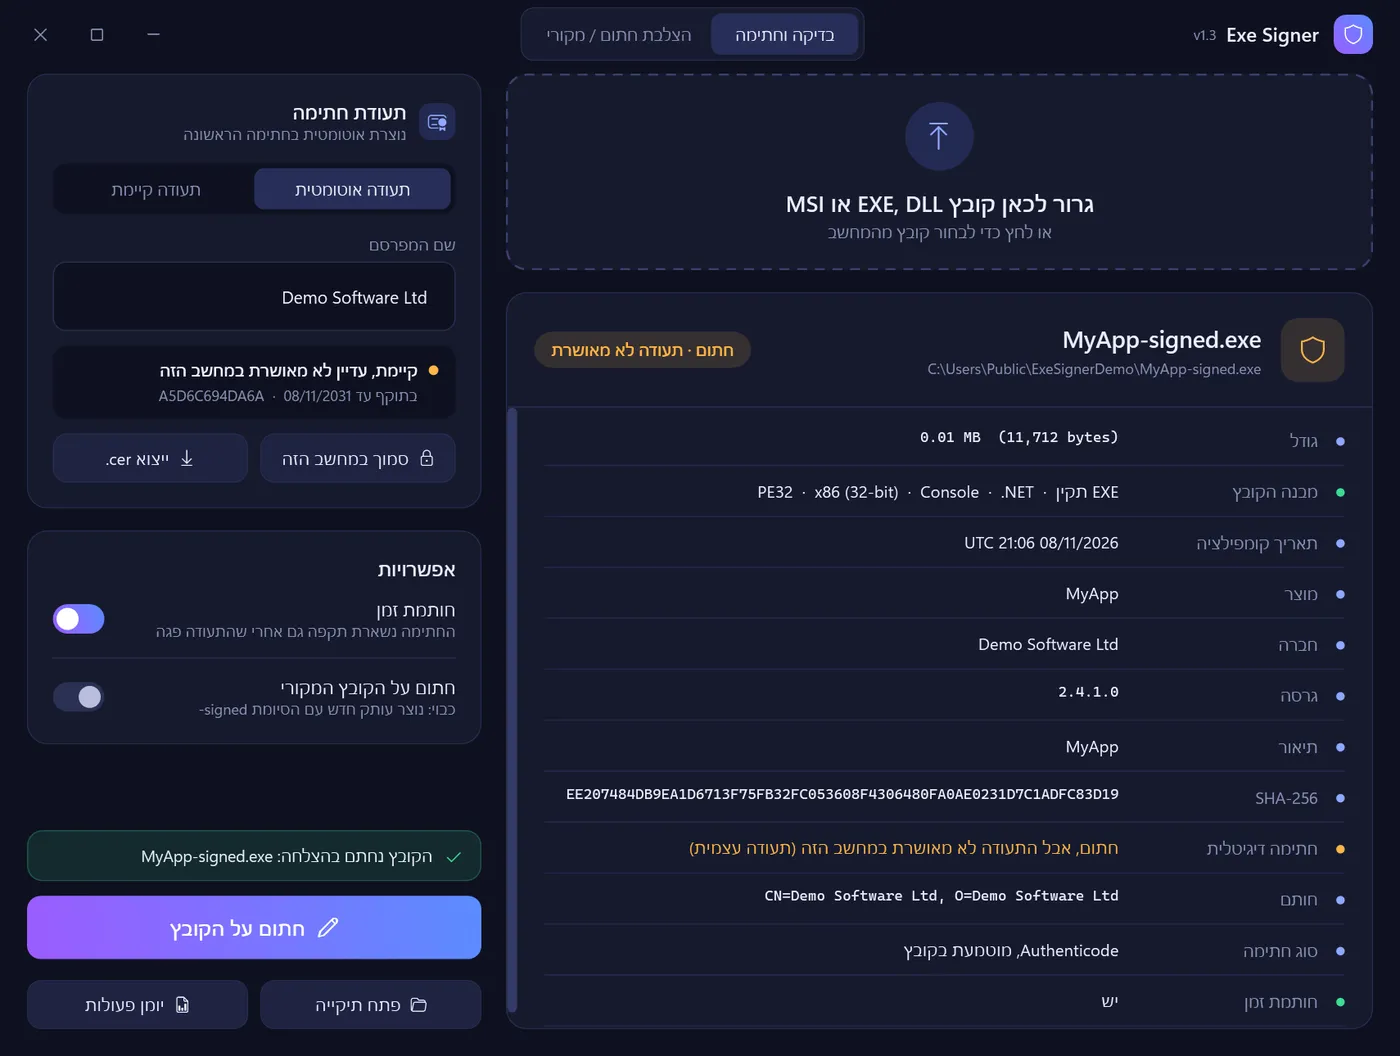 Exe Signer v1.3
בדיקה וחתימה
הצלבת חתום / מקורי
גרור לכאן קובץ EXE, DLL או MSI
או לחץ כדי לבחור קובץ מהמחשב
MyApp-signed.exe
C:\Users\Public\ExeSignerDemo\MyApp-signed.exe
חתום · תעודה לא מאושרת
גודל
0.01 MB (11,712 bytes)
מבנה הקובץ
EXE תקין · PE32 · x86 (32-bit) · Console · .NET
תאריך קומפילציה
08/11/2026 21:06 UTC
מוצר
MyApp
חברה
Demo Software Ltd
גרסה
2.4.1.0
תיאור
MyApp
SHA-256
EE207484DB9EA1D6713F75FB32FC053608F4306480FA0AE0231D7C1ADFC83D19
חתימה דיגיטלית
חתום, אבל התעודה לא מאושרת במחשב הזה (תעודה עצמית)
חותם
CN=Demo Software Ltd, O=Demo Software Ltd
סוג חתימה
Authenticode, מוטמעת בקובץ
חותמת זמן
יש
תעודת חתימה
נוצרת אוטומטית בחתימה הראשונה
תעודה אוטומטית
תעודה קיימת
שם המפרסם
Demo Software Ltd
קיימת, עדיין לא מאושרת במחשב הזה
בתוקף עד 08/11/2031 · A5D6C694DA6A
סמוך במחשב הזה
ייצוא cer.
אפשרויות
חותמת זמן
החתימה נשארת תקפה גם אחרי שהתעודה פגה
חתום על הקובץ המקורי
כבוי: נוצר עותק חדש עם הסיומת signed-
הקובץ נחתם בהצלחה: MyApp-signed.exe
חתום על הקובץ
פתח תיקייה
יומן פעולות